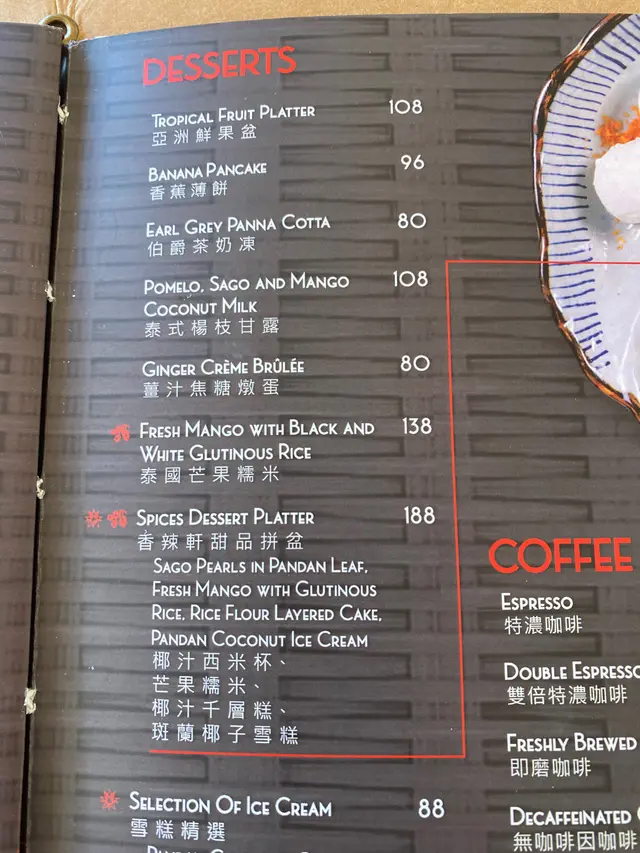 DESSERTS
TROPICAL FRUIT PLATTER 108
亞洲鮮果盆
BANANA PANCAKE 96
香蕉薄餅
EARL GREY PANNA COTTA 80
伯爵茶奶凍
POMELO, SAGO AND MANGO 108
COCONUT MILK
泰式楊枝甘露
GINGER CRÈME BRÛLÉE 80
薑汁焦糖燉蛋
FRESH MANGO WITH BLACK AND 138
WHITE GLUTINOUS RICE
泰國芒果糯米
SPICES DESSERT PLATTER 188
香辣軒甜品拼盆
SAGO PEARLS IN PANDAN LEAF,
FRESH MANGO WITH GLUTINOUS
RICE, RICE FLOUR LAYERED CAKE,
PANDAN COCONUT ICE CREAM
椰汁西米杯、
芒果糯米、
椰汁千層糕、
斑蘭椰子雪糕
SELECTION OF ICE CREAM 88
雪糕精選
COFFEE
ESPRESSO
特濃咖啡
DOUBLE ESPRESSO
雙倍特濃咖啡
FRESHLY BREWED
即磨咖啡
DECAFFEINATED
無咖啡因咖啡